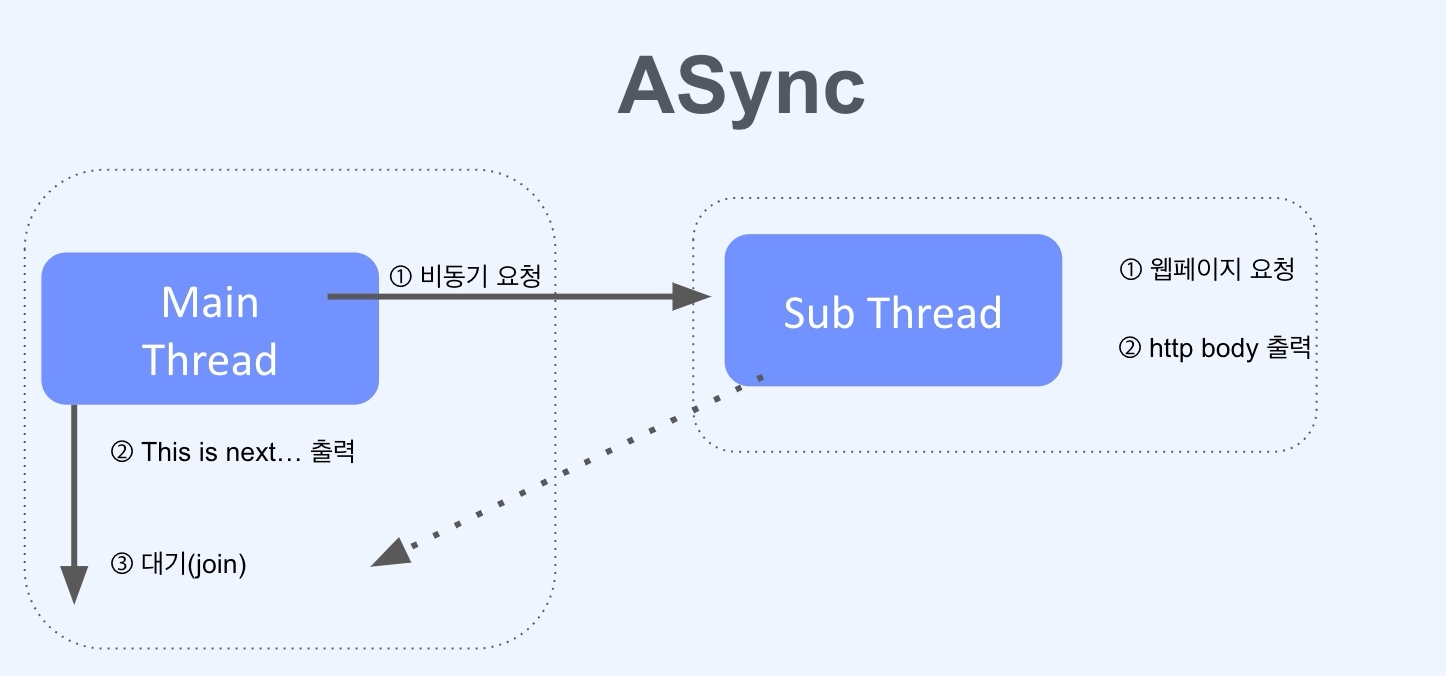 ASync
Main
Thread
① 비동기 요청
② This is next... 출력
③ 대기(join)
Sub Thread
① 웹페이지 요청
② http body 출력